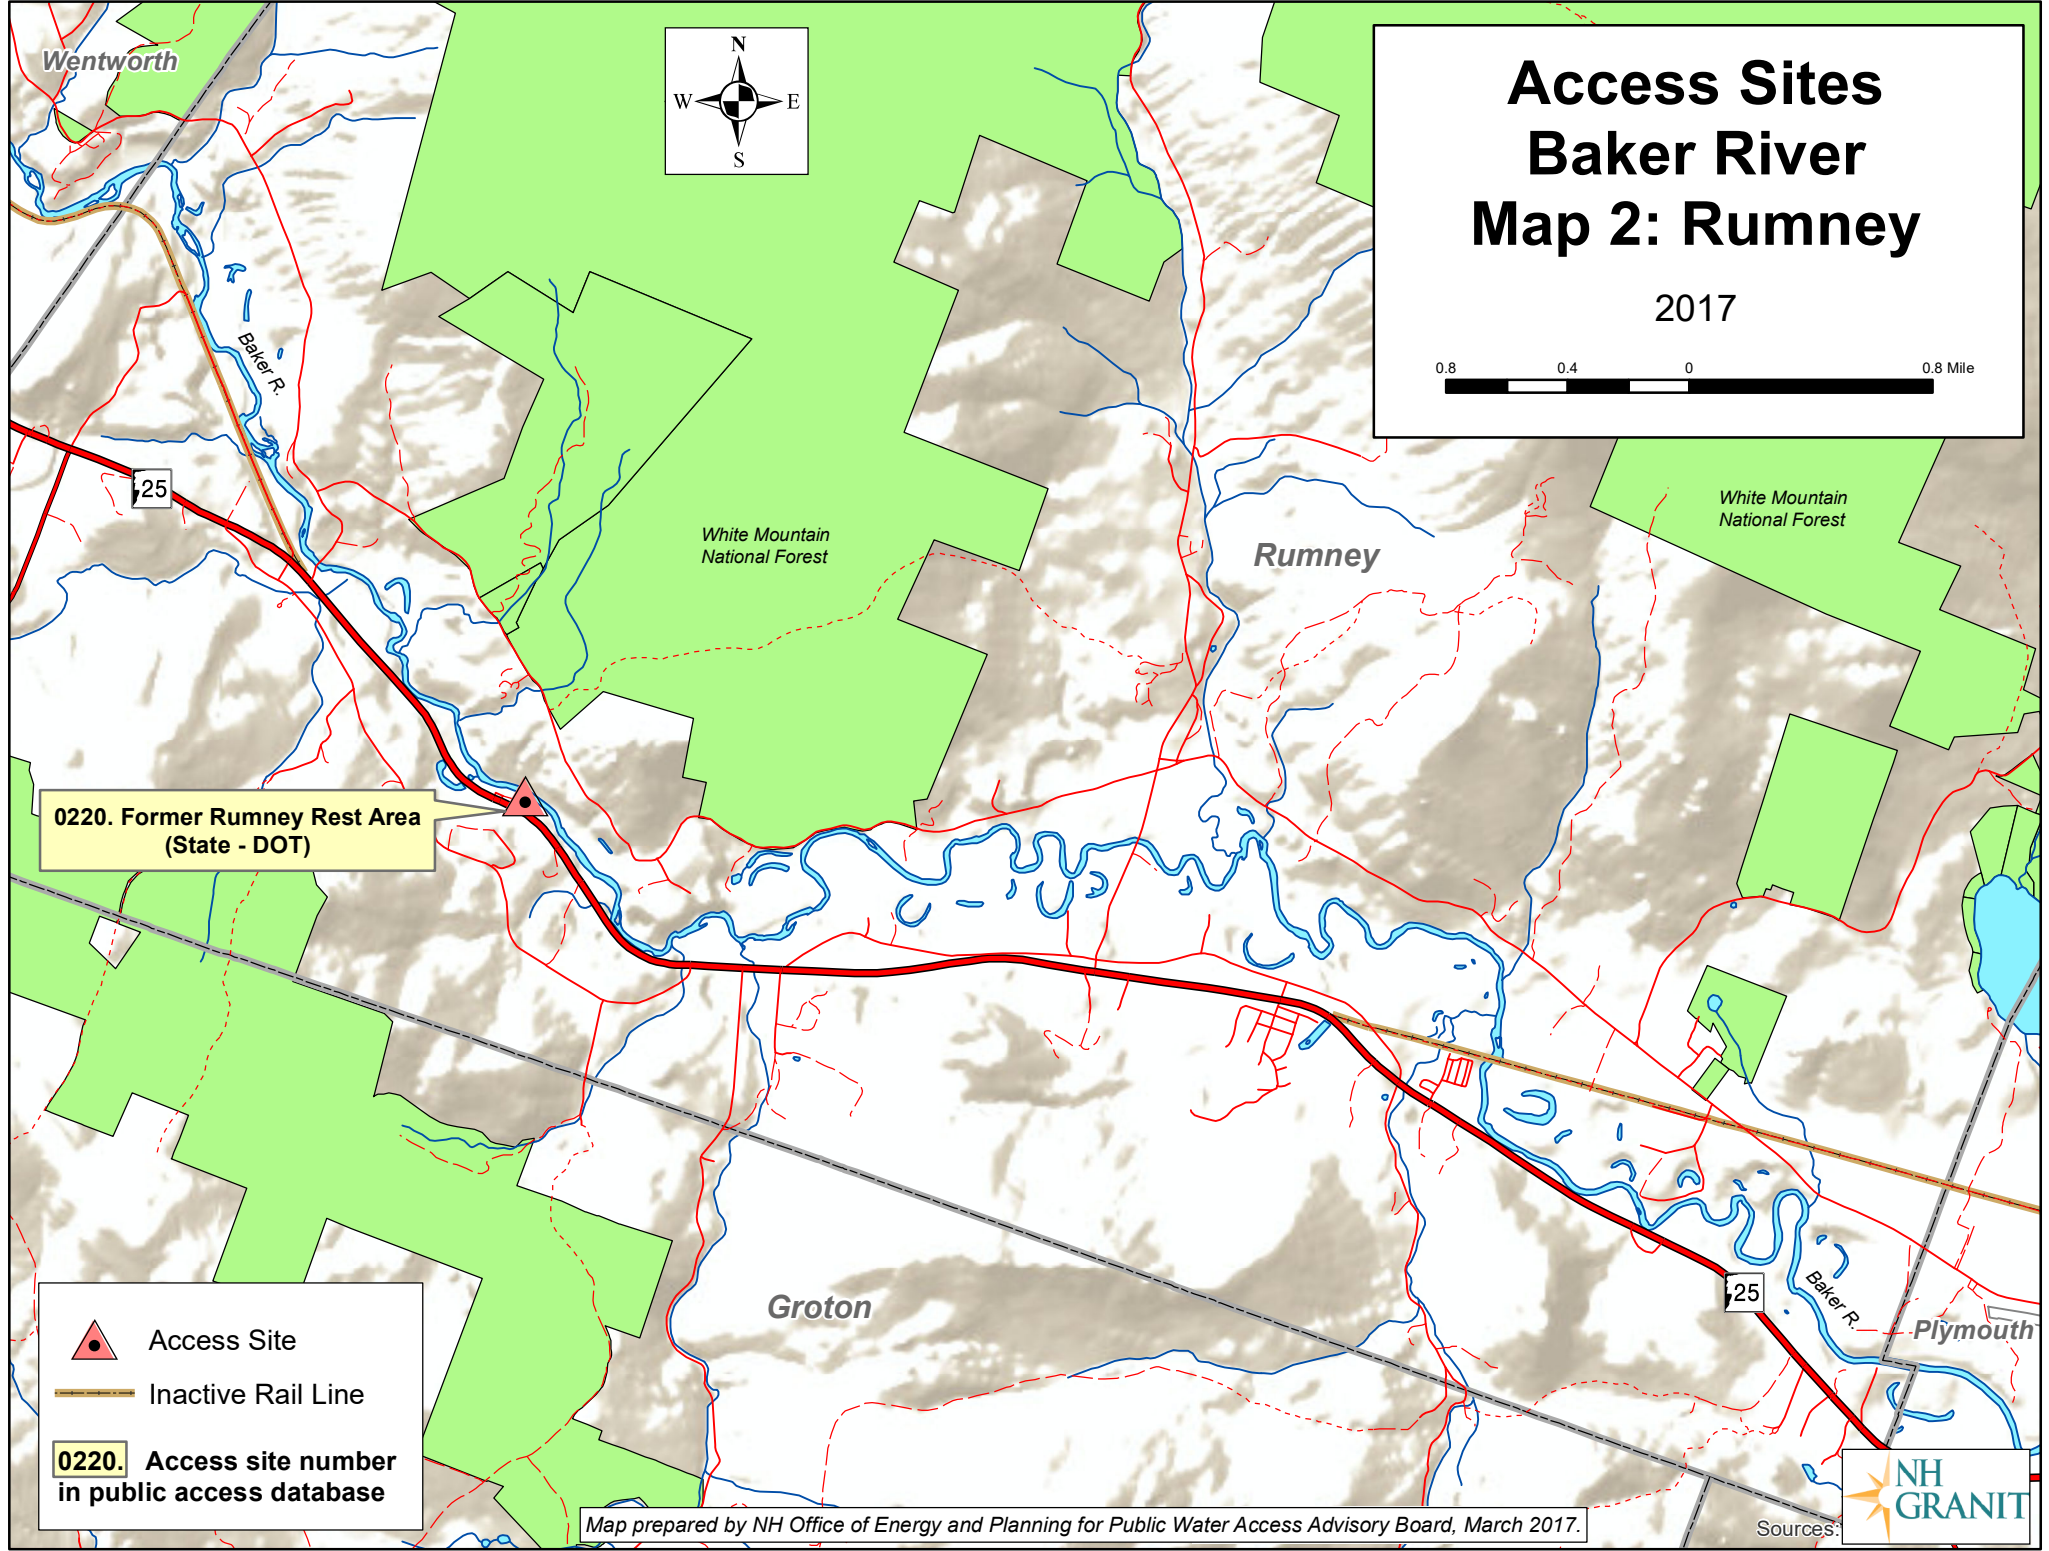 Wentworth
N
W E
S
Access Sites
Baker River
Map 2: Rumney
2017
0.8 0.4 0 0.8 Mile
Baker R.
25
White Mountain
National Forest
White Mountain
National Forest
Rumney
0220. Former Rumney Rest Area
(State - DOT)
Groton
25
Baker R.
Plymouth
Access Site
Inactive Rail Line
0220. Access site number
in public access database
Map prepared by NH Office of Energy and Planning for Public Water Access Advisory Board, March 2017.
Sources:
NH
GRANIT